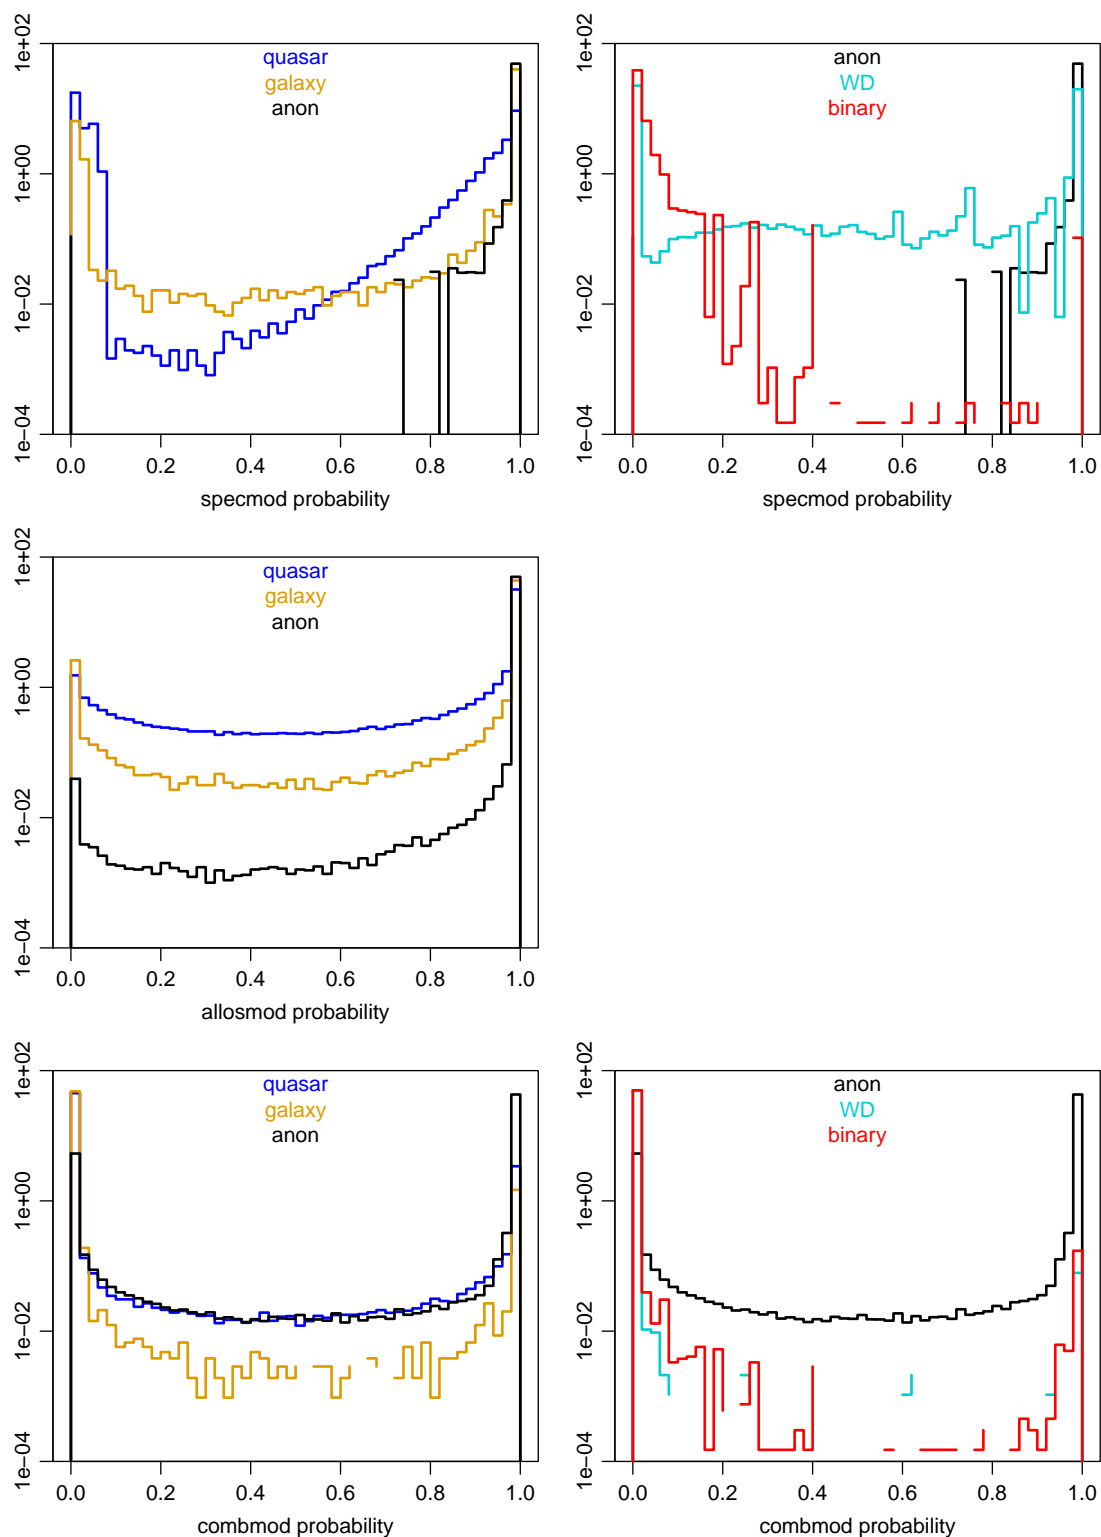 1e+02
1e+00
1e-02
1e-04
quasar
galaxy
anon
0.0 0.2 0.4 0.6 0.8 1.0
specmod probability
anon
WD
binary
1e+02
1e+00
1e-02
1e-04
0.0 0.2 0.4 0.6 0.8 1.0
specmod probability
1e+02
1e+00
1e-02
1e-04
quasar
galaxy
anon
0.0 0.2 0.4 0.6 0.8 1.0
allosmod probability
1e+02
1e+00
1e-02
1e-04
quasar
galaxy
anon
0.0 0.2 0.4 0.6 0.8 1.0
combmod probability
1e+02
1e+00
1e-02
1e-04
anon
WD
binary
0.0 0.2 0.4 0.6 0.8 1.0
combmod probability